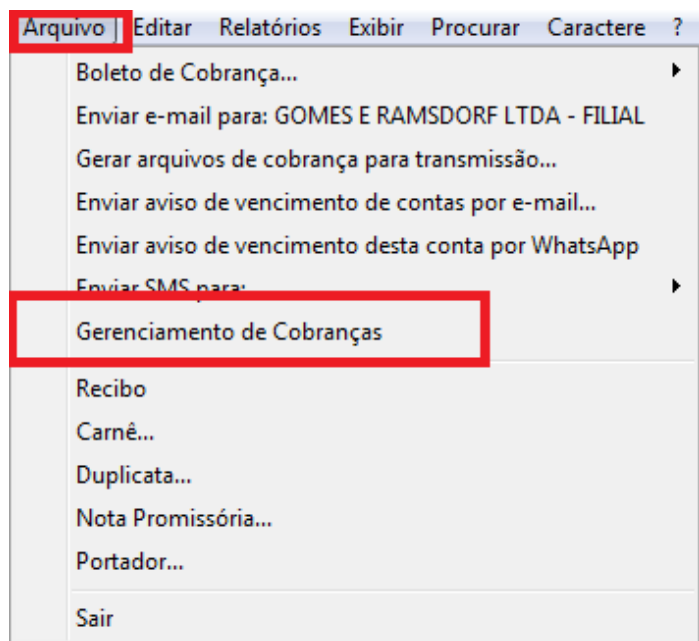 Arquivo Editar Relatórios Exibir Procurar Caractere ?
Boleto de Cobrança...
Enviar e-mail para: GOMES E RAMSDORF LTDA - FILIAL
Gerar arquivos de cobrança para transmissão...
Enviar aviso de vencimento de contas por e-mail...
Enviar aviso de vencimento desta conta por WhatsApp
Enviar SMS para:
Gerenciamento de Cobranças
Recibo
Carnê...
Duplicata...
Nota Promissória...
Portador...
Sair